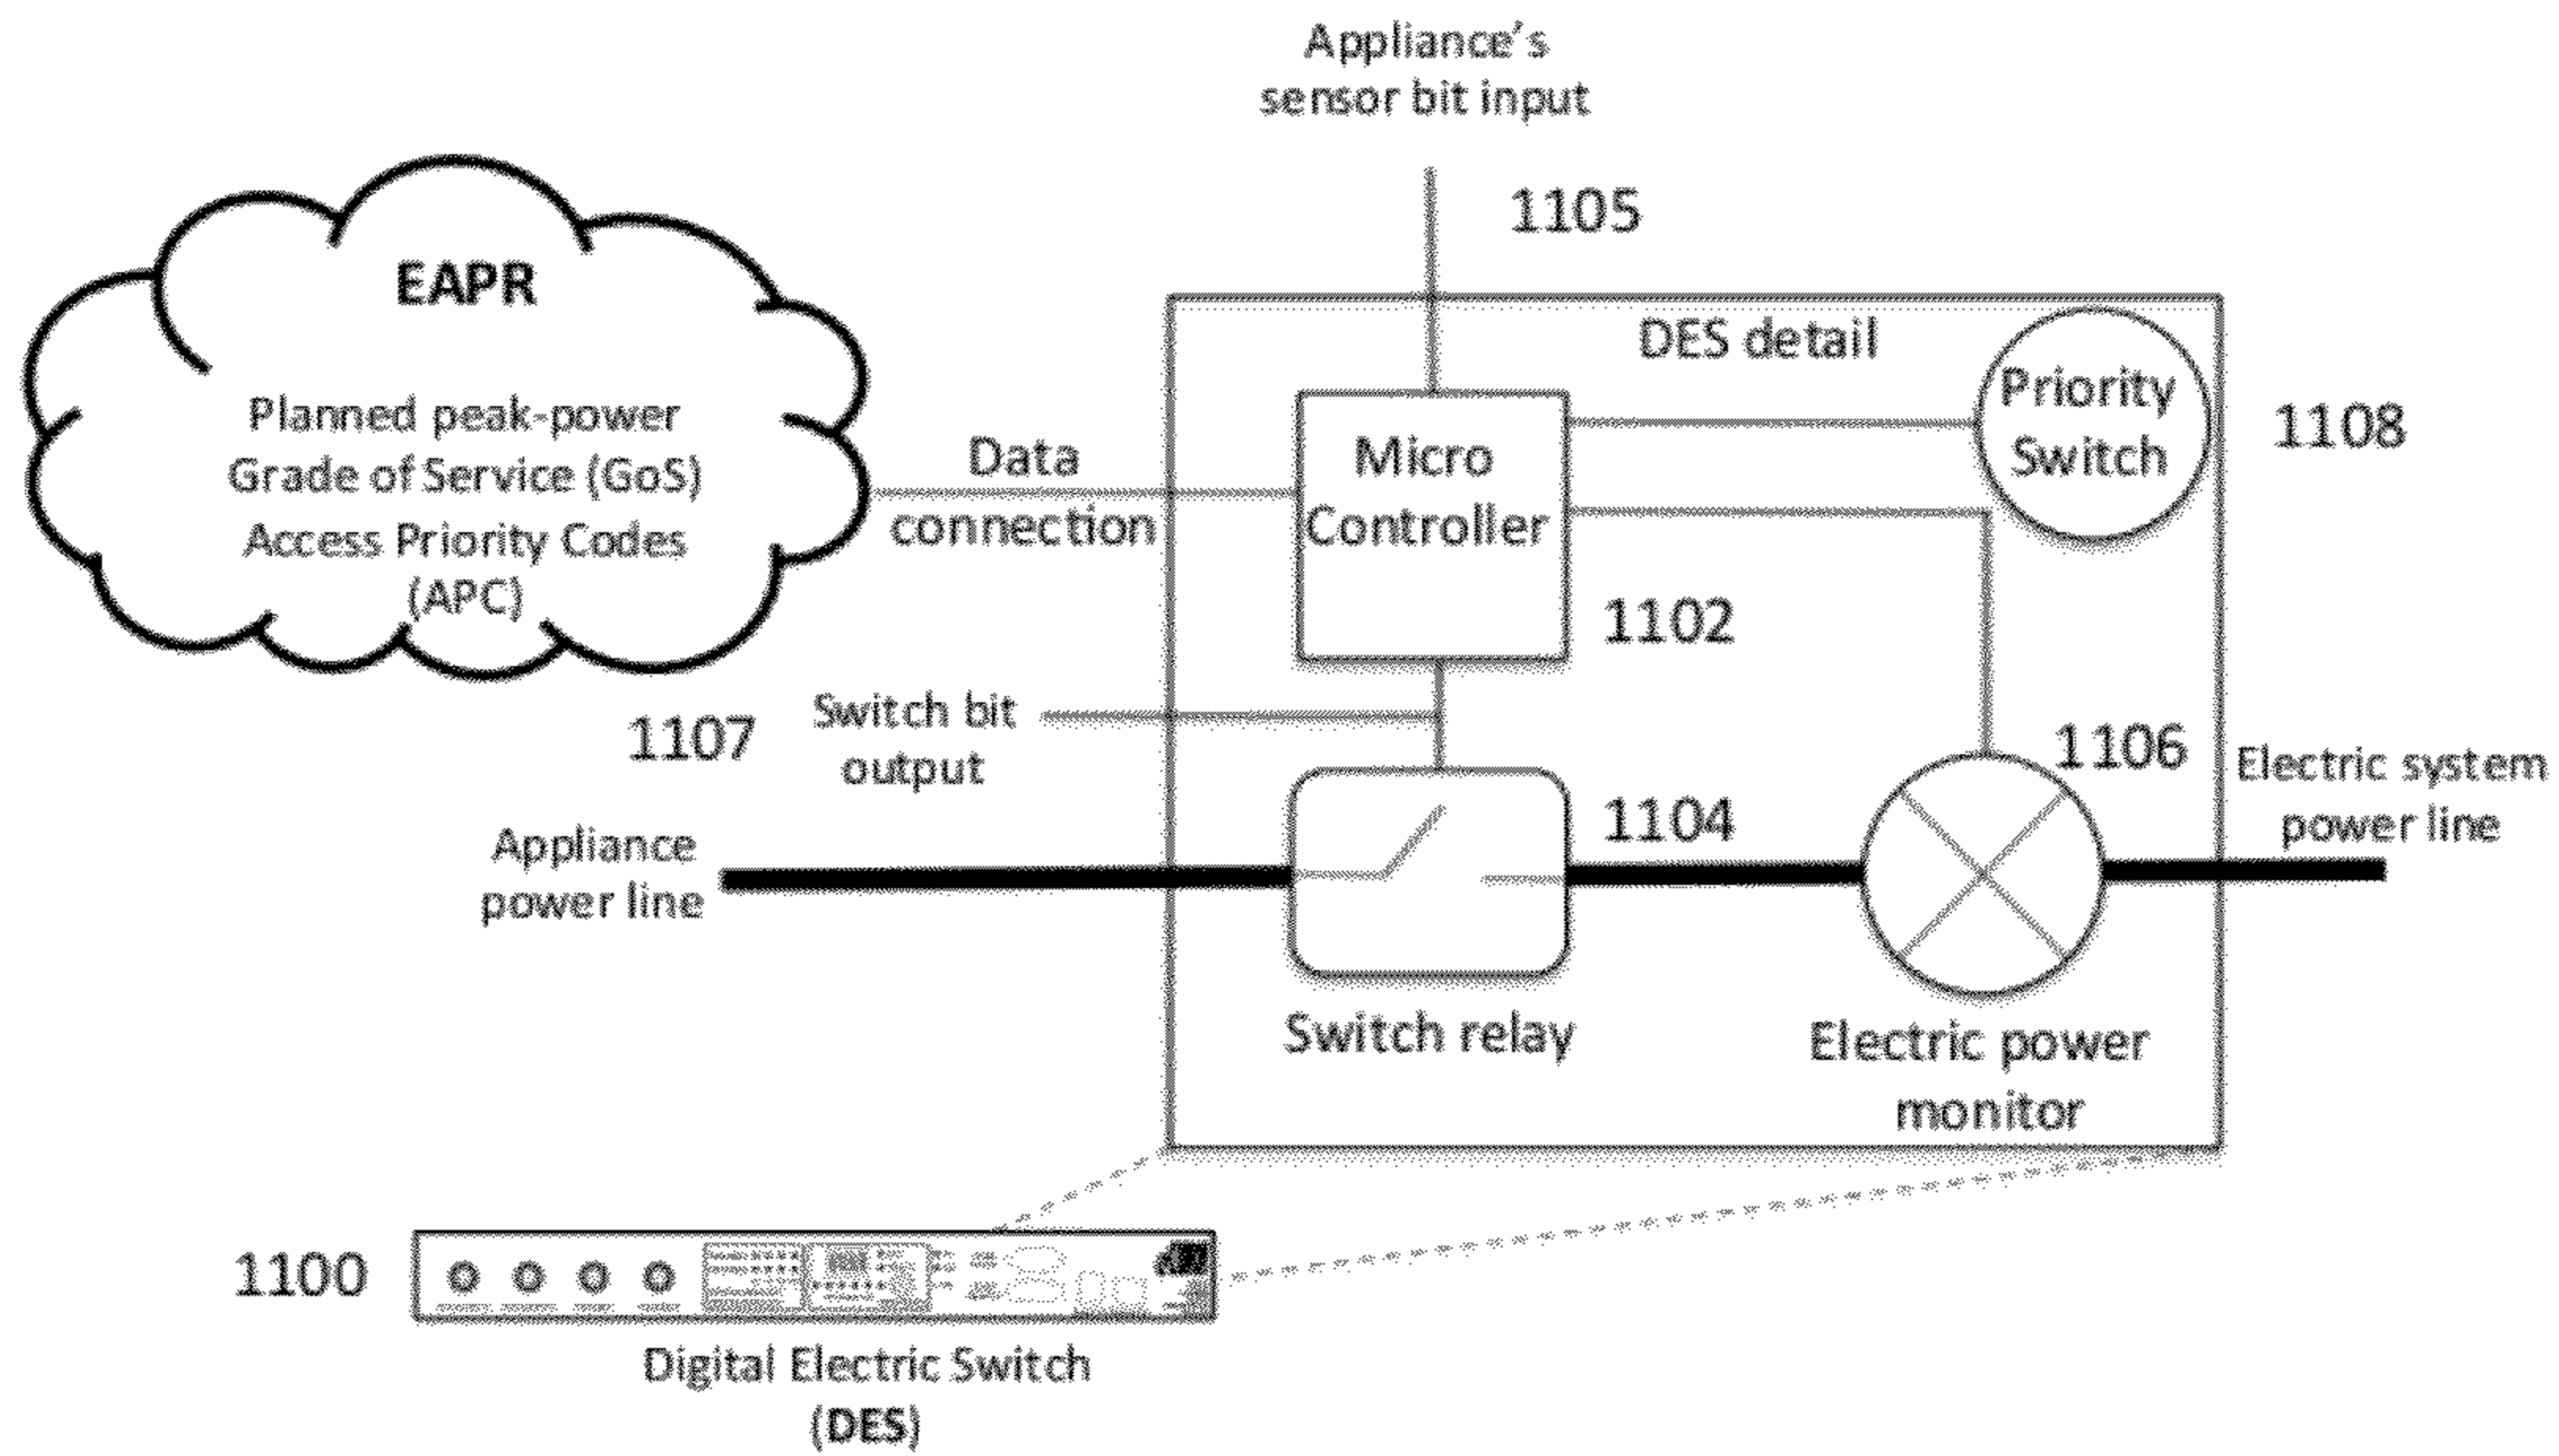 Appliance's
sensor bit input
1105
EAPR
Planned peak-power
Grade of Service (GoS)
Access Priority Codes
(APC)
Data
connection
DES detail
Micro
Controller
Priority
Switch
1108
1102
1107
Switch bit
output
1106
Electric system
power line
Appliance
power line
1104
Switch relay
Electric power
monitor
1100
Digital Electric Switch
(DES)